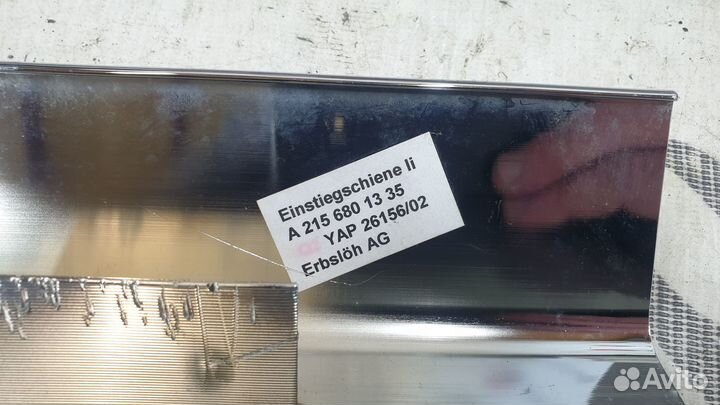 Einstiegschiene li
A 215 680 13 35
YAP 26156/02
Erbslöh AG
Avito